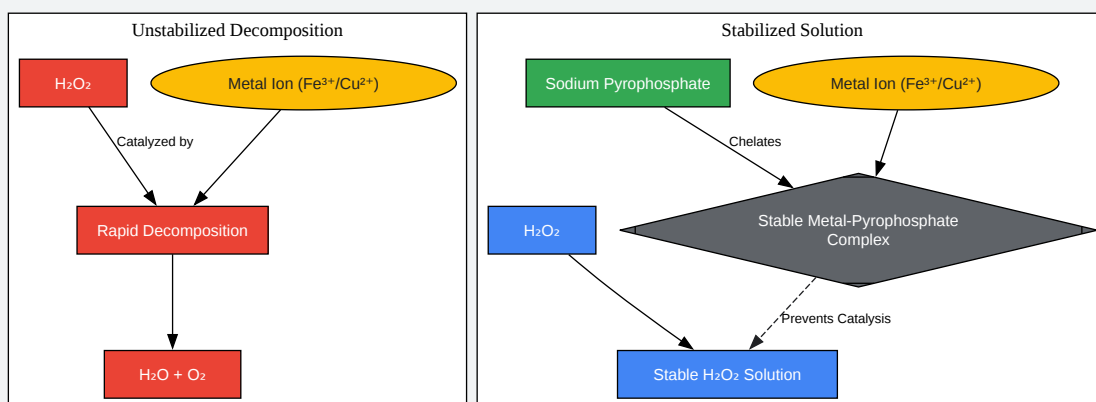 Unstabilized Decomposition
H₂O₂
Metal Ion (Fe³⁺/Cu²⁺)
Catalyzed by
Rapid Decomposition
H₂O + O₂
Stabilized Solution
Sodium Pyrophosphate
Metal Ion (Fe³⁺/Cu²⁺)
Chelates
Stable Metal-Pyrophosphate
Complex
H₂O₂
Prevents Catalysis
Stable H₂O₂ Solution